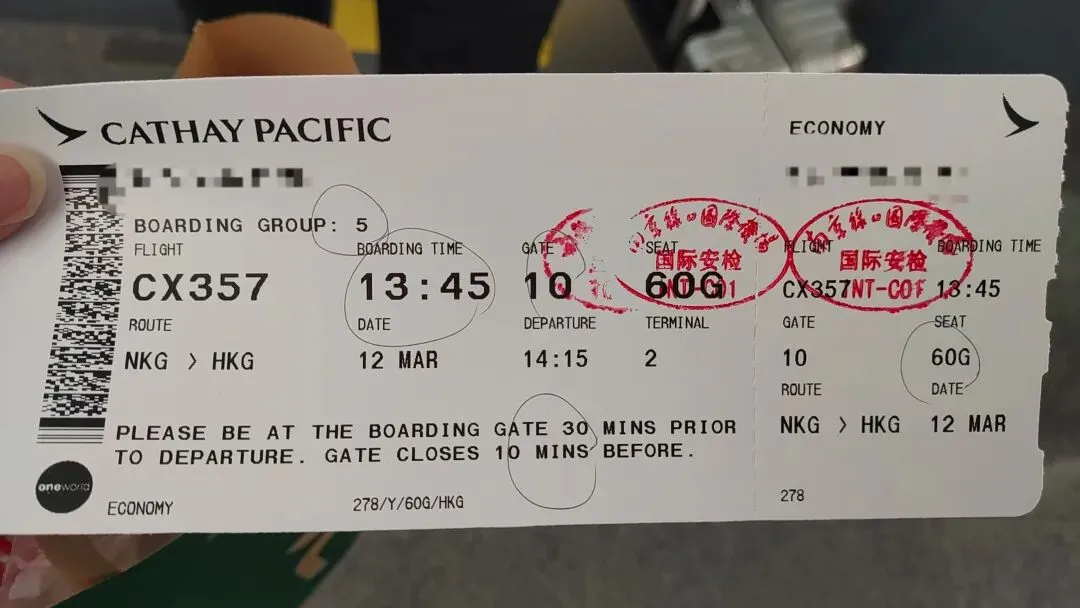 CATHAY PACIFIC
BOARDING GROUP: 5
FLIGHT BOARDING TIME GATE SEAT
CX357 13:45 10 60G
ROUTE DATE DEPARTURE TERMINAL
NKG > HKG 12 MAR 14:15 2
PLEASE BE AT THE BOARDING GATE 30 MINS PRIOR
TO DEPARTURE. GATE CLOSES 10 MINS BEFORE.
oneworld
ECONOMY 278/Y/60G/HKG
国际安检
ECONOMY
FLIGHT BOARDING TIME
CX357 13:45
GATE SEAT
10 60G
ROUTE DATE
NKG > HKG 12 MAR
278
国际安检